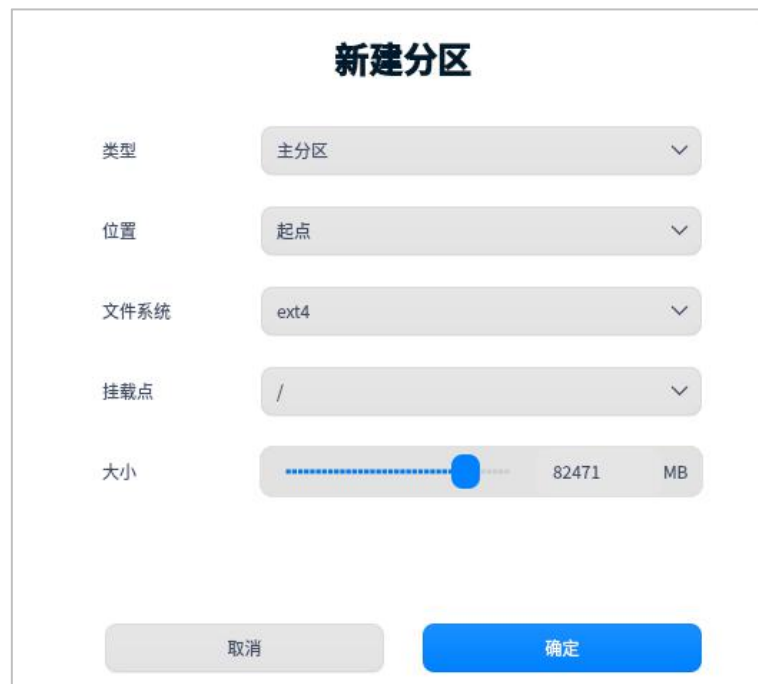 新建分区
类型 主分区
位置 起点
文件系统 ext4
挂载点 /
大小 82471 MB
取消 确定